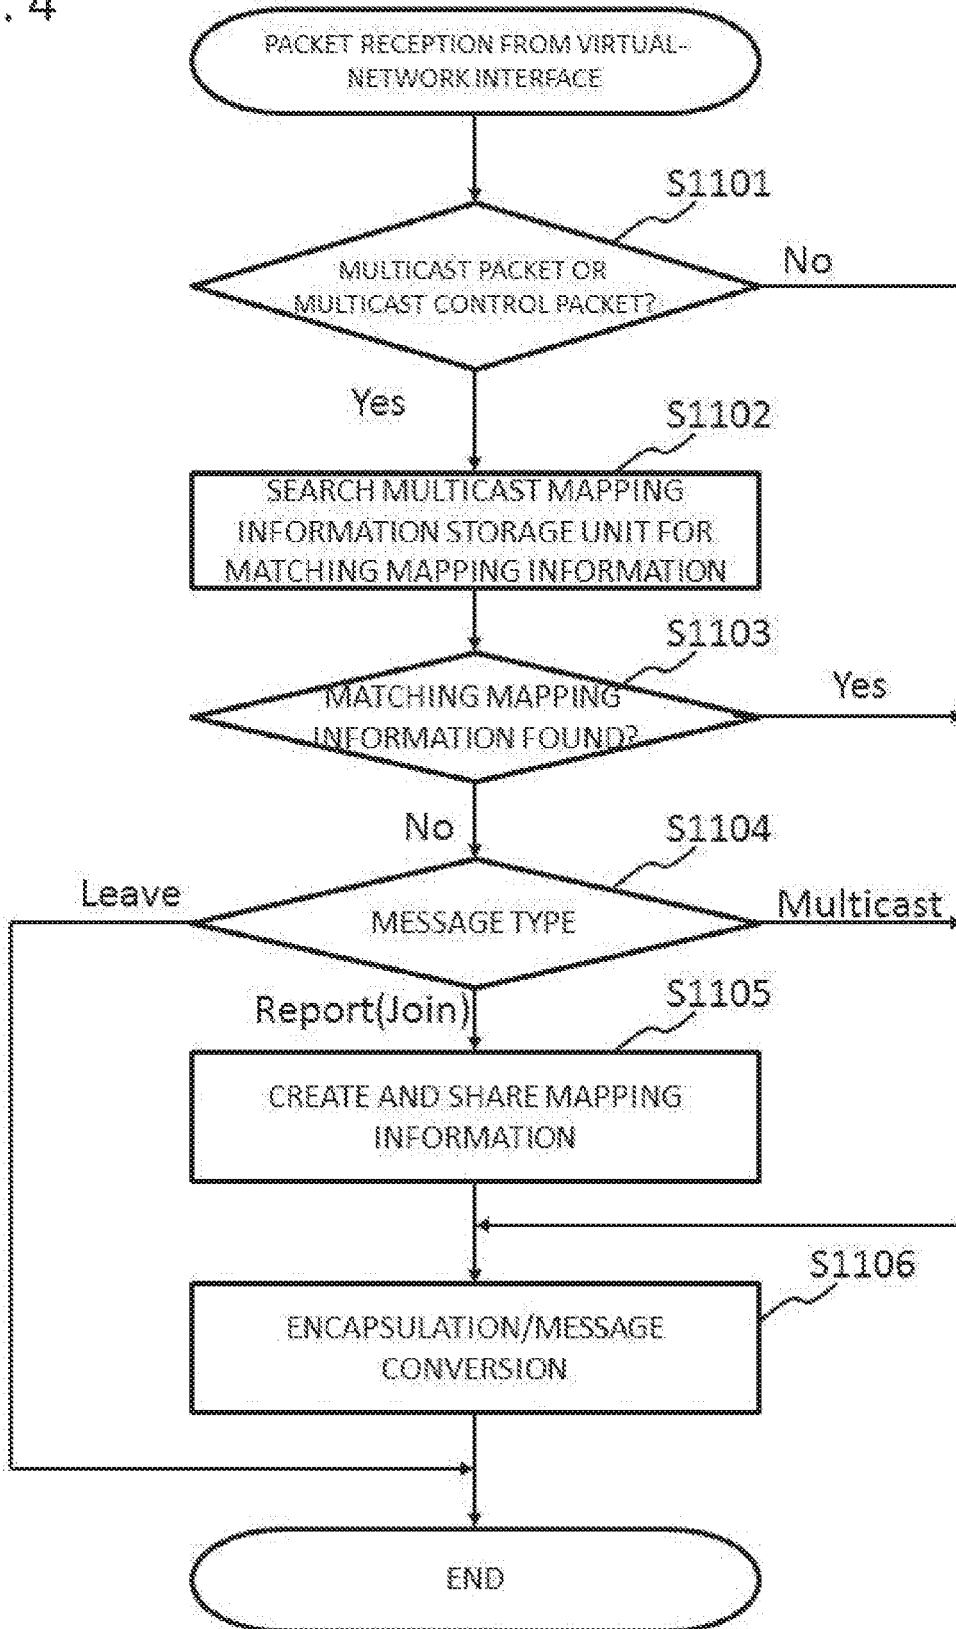 . 4
PACKET RECEPTION FROM VIRTUAL-
NETWORK INTERFACE
S1101
MULTICAST PACKET OR
MULTICAST CONTROL PACKET?
No
Yes
S1102
SEARCH MULTICAST MAPPING
INFORMATION STORAGE UNIT FOR
MATCHING MAPPING INFORMATION
S1103
MATCHING MAPPING
INFORMATION FOUND?
Yes
No
S1104
Leave
MESSAGE TYPE
Multicast
Report(Join)
S1105
CREATE AND SHARE MAPPING
INFORMATION
S1106
ENCAPSULATION/MESSAGE
CONVERSION
END